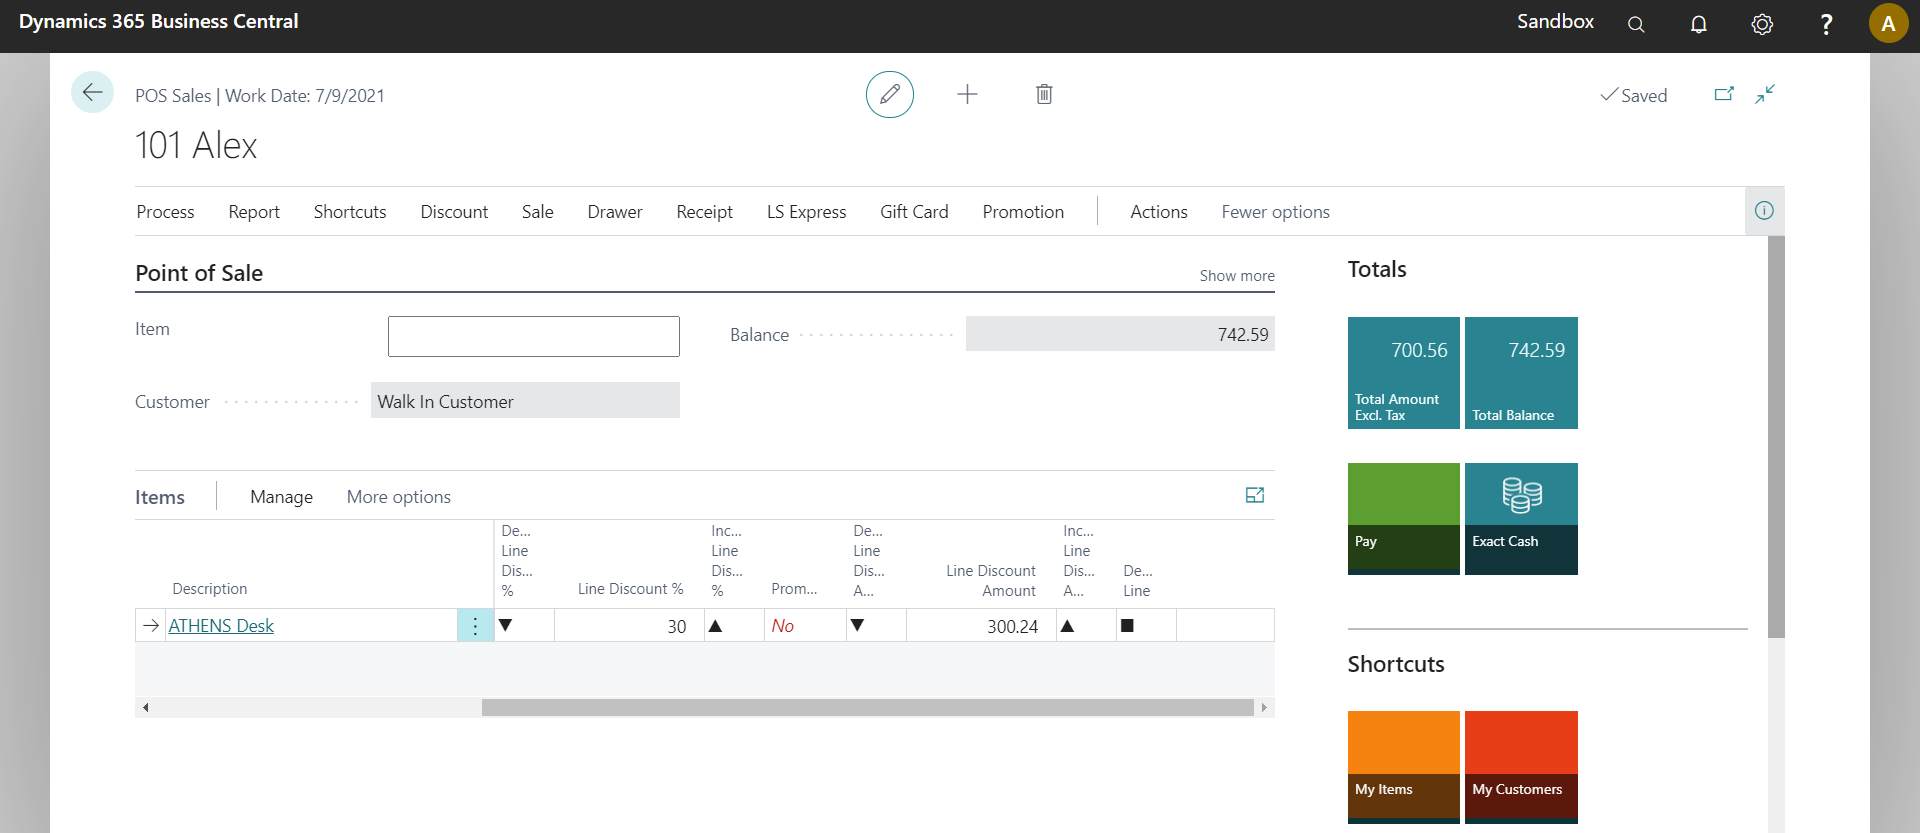 Dynamics 365 Business Central
Sandbox
?
A
POS Sales | Work Date: 7/9/2021
Saved
101 Alex
Process Report Shortcuts Discount Sale Drawer Receipt LS Express Gift Card Promotion Actions Fewer options
Point of Sale
Show more
Item
Balance 742.59
Customer Walk In Customer
Items Manage More options
Description
De...
Line
Dis...
%
Line Discount %
Inc...
Line
Dis...
%
Prom...
De...
Line
Dis...
A...
Line Discount
Amount
Inc...
Line
Dis...
A...
De...
Line
ATHENS Desk 30 No 300.24
Totals
700.56
Total Amount
Excl. Tax
742.59
Total Balance
Pay
Exact Cash
Shortcuts
My Items
My Customers